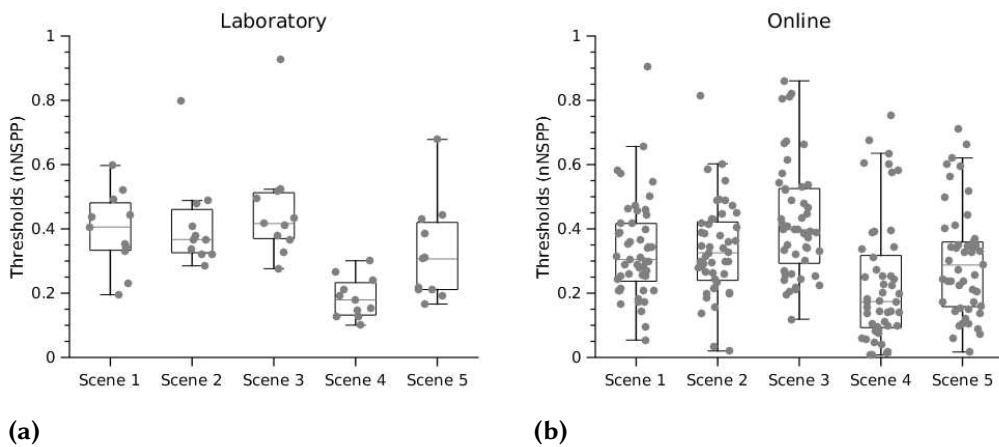 Laboratory
Thresholds (nNSPP)
1
0.8
0.6
0.4
0.2
0
Scene 1 Scene 2 Scene 3 Scene 4 Scene 5
(a)
Online
Thresholds (nNSPP)
1
0.8
0.6
0.4
0.2
0
Scene 1 Scene 2 Scene 3 Scene 4 Scene 5
(b)